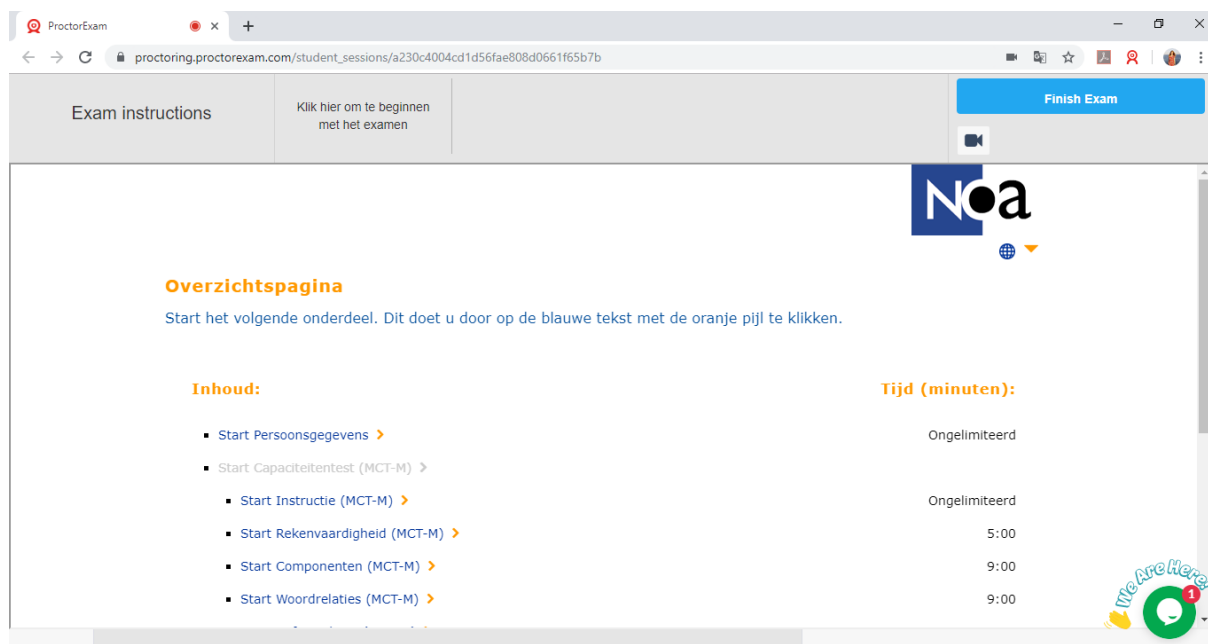 ProctorExam
proctoring.proctorexam.com/student_sessions/a230c4004cd1d56fae808d0661f65b7b
Exam instructions
Klik hier om te beginnen
met het examen
Finish Exam
Noa
Overzichtspagina
Start het volgende onderdeel. Dit doet u door op de blauwe tekst met de oranje pijl te klikken.
Inhoud: Tijd (minuten):
Start Persoonsgegevens Ongelimiteerd
Start Capaciteitentest (MCT-M)
Start Instructie (MCT-M) Ongelimiteerd
Start Rekenvaardigheid (MCT-M) 5:00
Start Componenten (MCT-M) 9:00
Start Woordrelaties (MCT-M) 9:00
We Are Here!
1